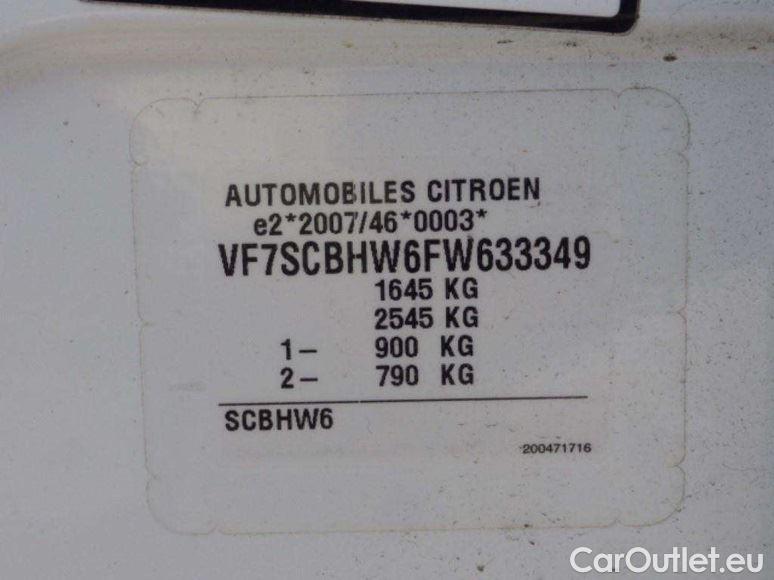 AUTOMOBILES CITROEN
e2*2007/46*0003*
VF7SCBHW6FW633349
1645 KG
2545 KG
1– 900 KG
2– 790 KG
SCBHW6
200471716
CarOutlet.eu